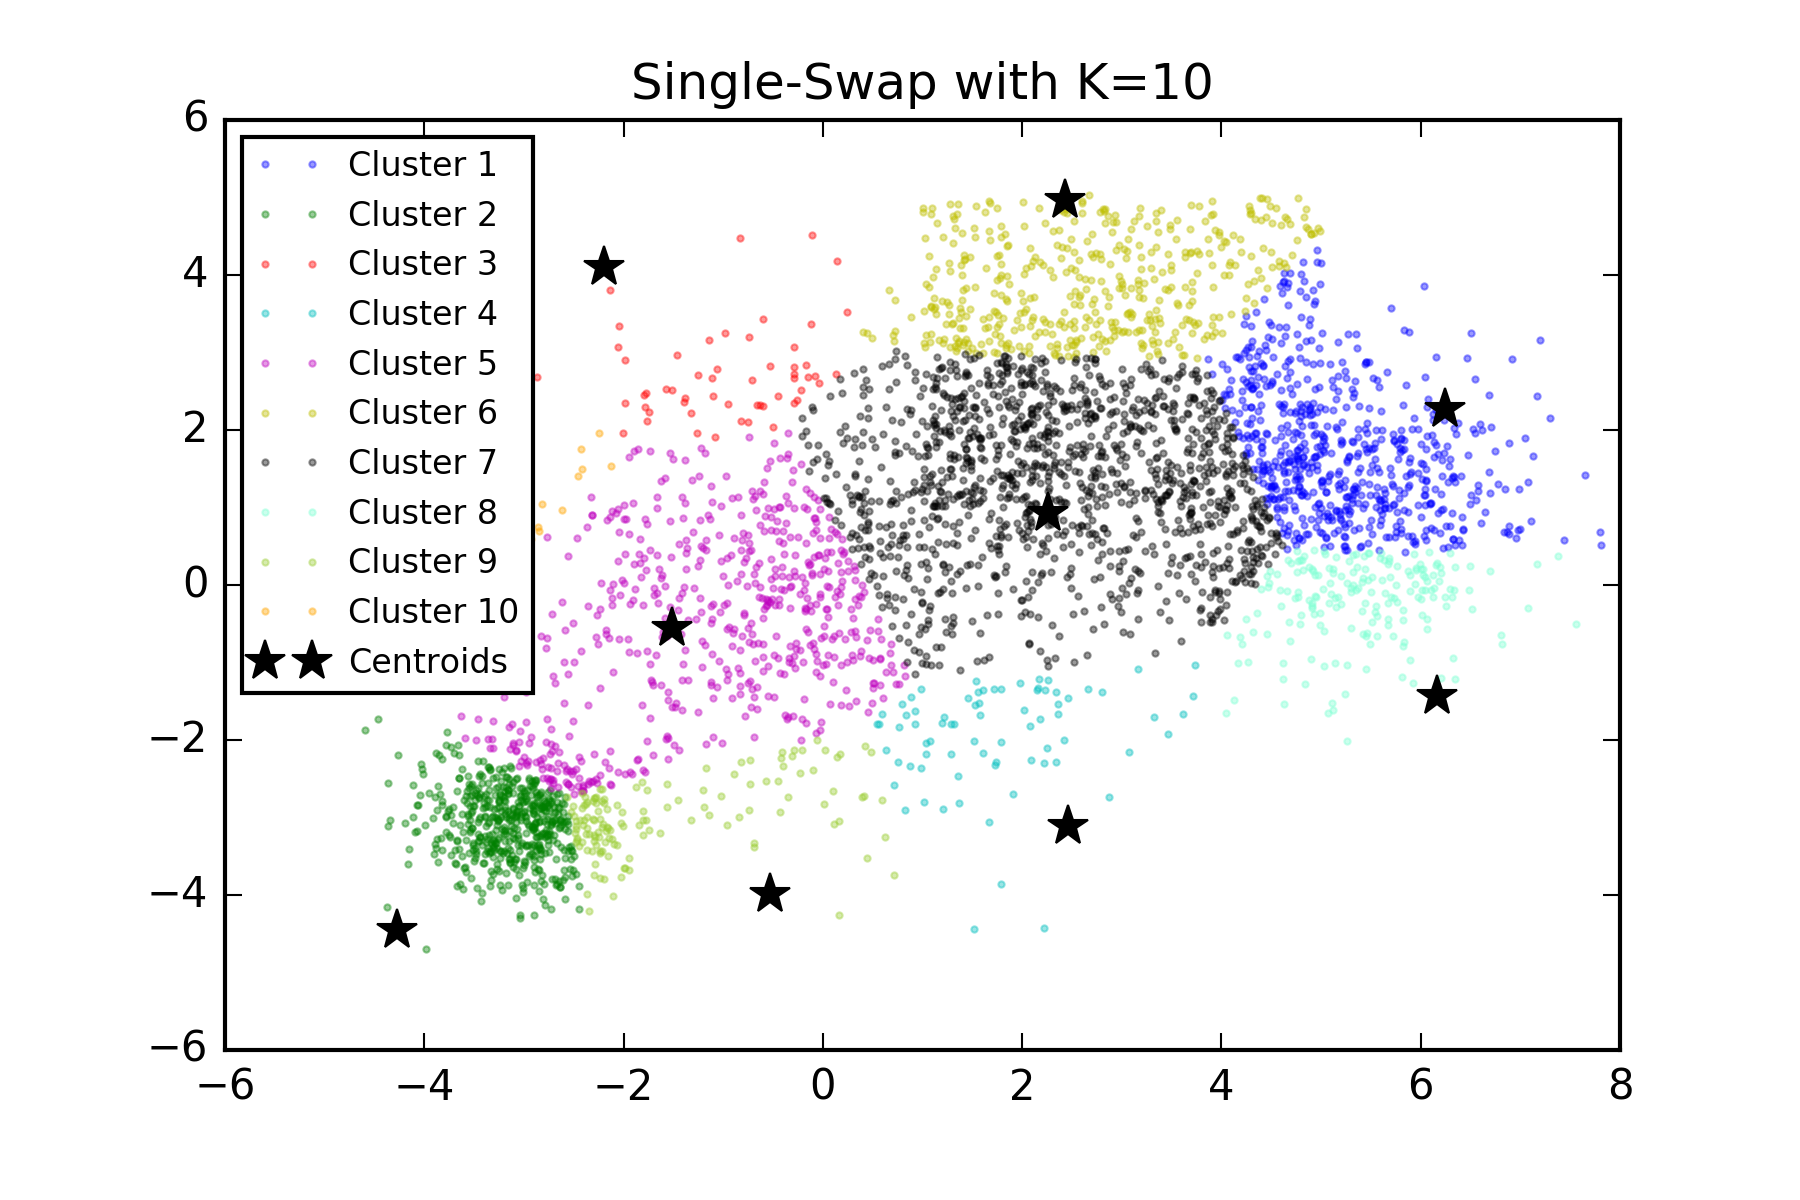 Single-Swap with K=10
6
4
2
0
−2
−4
−6
Cluster 1
Cluster 2
Cluster 3
Cluster 4
Cluster 5
Cluster 6
Cluster 7
Cluster 8
Cluster 9
Cluster 10
Centroids
−6 −4 −2 0 2 4 6 8